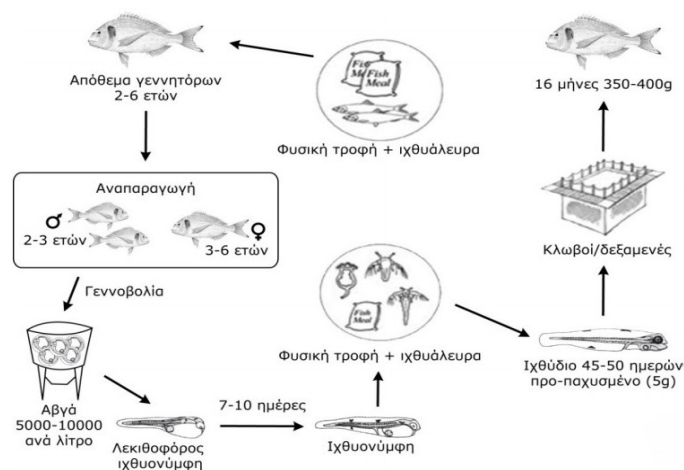 Απόθεμα γεννητόρων
2-6 ετών
Fish
Meal
Fish
Meal
Φυσική τροφή + ιχθυάλευρα
16 μήνες 350-400g
Αναπαραγωγή
♂
2-3 ετών
♀
3-6 ετών
Κλωβοί/δεξαμενές
Γεννοβολία
Fish
Meal
Φυσική τροφή + ιχθυάλευρα
Ιχθύδιο 45-50 ημερών
προ-παχυσμένο (5g)
Αβγά
5000-10000
ανά λίτρο
Λεκιθοφόρος
ιχθυονύμφη
7-10 ημέρες
Ιχθυονύμφη